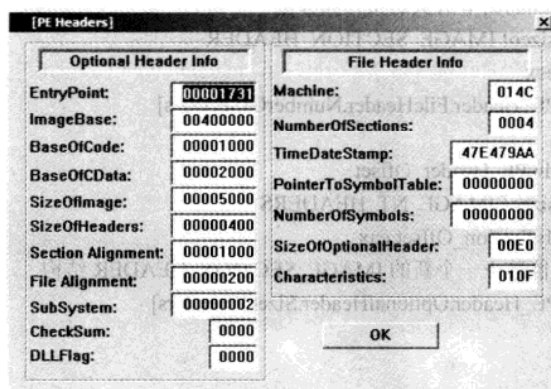 [PE Headers]
Optional Header Info
EntryPoint: 00001731
ImageBase: 00400000
BaseOfCode: 00001000
BaseOfCData: 00002000
SizeOfimage: 00005000
SizeOfHeaders: 00000400
Section Alignment: 00001000
File Alignment: 00000200
SubSystem: 00000002
CheckSum: 0000
DLLFlag: 0000
File Header Info
Machine: 014C
NumberOfSections: 0004
TimeDateStamp: 47E479AA
PointerToSymbolTable: 00000000
NumberOfSymbols: 00000000
SizeOfOptionalHeader: 00E0
Characteristics: 010F
OK